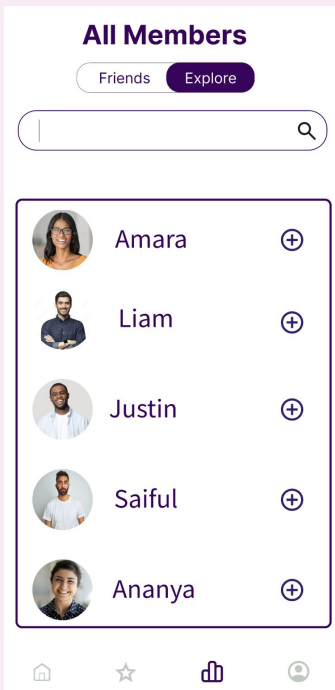 All Members
Friends Explore
Amara
Liam
Justin
Saiful
Ananya